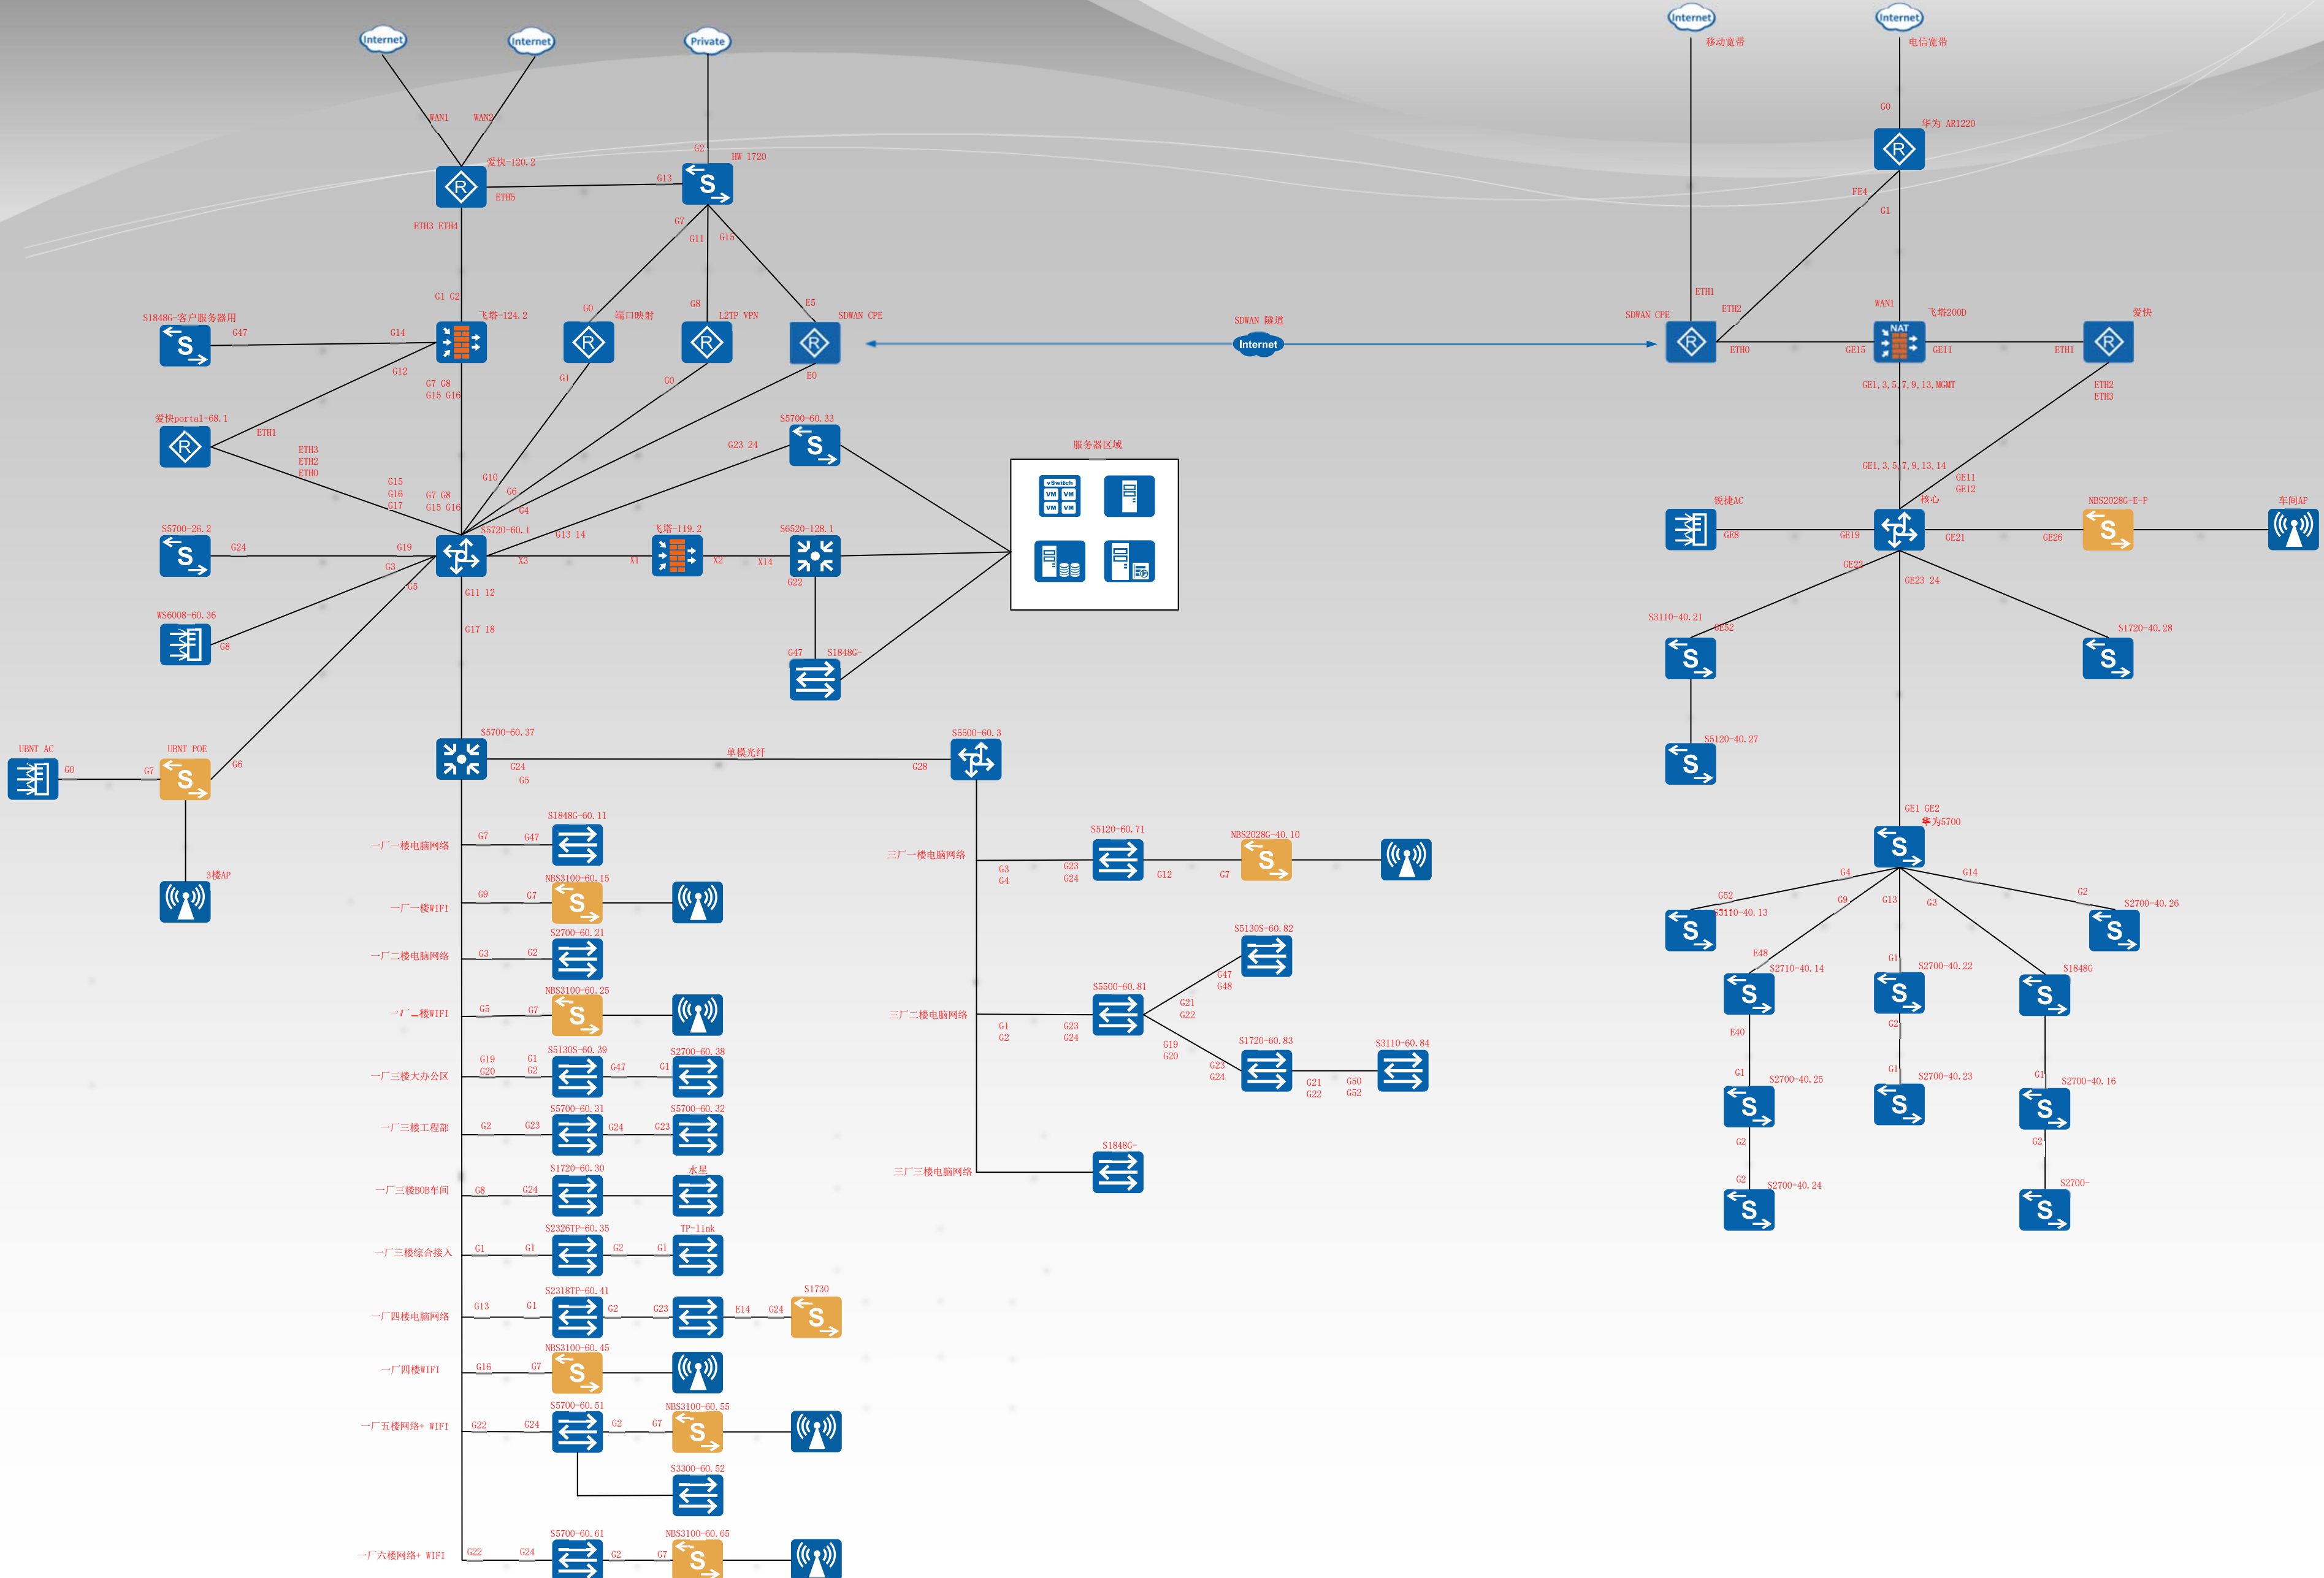 Internet
Internet
Private
WAN1
WAN2
G2
爱快-120.2
HW 1720
G13
ETH5
ETH3 ETH4
G7
G11
G15
G1 G2
G0
G8
E5
S1848G-客户服务器用
G47
G14
飞塔-124.2
端口映射
L2TP VPN
SDWAN CPE
G12
G7 G8
G15 G16
G1
G0
E0
爱快portal-68.1
ETH1
ETH3
ETH2
ETH0
G15
G16
G17
G7 G8
G15 G16
G10
G6
G4
S5700-60.33
G23 24
服务器区域
vSwitch
VM
VM
VM
VM
S5700-26.2
G24
G19
S5720-60.1
G13 14
飞塔-119.2
S6520-128.1
G3
G5
X3
X1
X2
X14
G22
G11 12
WS6008-60.36
G8
G17 18
G47
S1848G-
UBNT AC
G0
G7
UBNT POE
G6
3楼AP
S5700-60.37
G24
G5
单模光纤
G28
S5500-60.3
一厂一楼电脑网络
G7
G47
S1848G-60.11
一厂一楼WIFI
G9
G7
NBS3100-60.15
一厂二楼电脑网络
G3
G2
S2700-60.21
一厂二楼WIFI
G5
G7
NBS3100-60.25
一厂三楼大办公区
G19
G20
G1
G2
S5130S-60.39
G47
G1
S2700-60.38
一厂三楼工程部
G2
G23
S5700-60.31
G24
G23
S5700-60.32
一厂三楼BOB车间
G8
G24
S1720-60.30
水星
一厂三楼综合接入
G1
G1
S2326TP-60.35
G2
G1
TP-link
一厂四楼电脑网络
G13
G1
S2318TP-60.41
G2
G23
E14
G24
S1730
一厂四楼WIFI
G16
G7
NBS3100-60.45
一厂五楼网络+ WIFI
G22
G24
S5700-60.51
G2
G7
NBS3100-60.55
S3300-60.52
一厂六楼网络+ WIFI
G22
G24
S5700-60.61
G2
G7
NBS3100-60.65
三厂一楼电脑网络
G3
G4
G23
G24
S5120-60.71
G12
G7
NBS2028G-40.10
三厂二楼电脑网络
G1
G2
G23
G24
S5500-60.81
G21
G22
G47
G48
S5130S-60.82
G19
G20
G23
G24
S1720-60.83
G21
G22
G50
G52
S3110-60.84
三厂三楼电脑网络
S1848G-
SDWAN 隧道
Internet
Internet
移动宽带
Internet
电信宽带
G0
华为 AR1220
FE4
G1
ETH1
ETH2
WAN1
SDWAN CPE
ETH0
GE15
NAT
飞塔200D
GE11
ETH1
爱快
GE1,3,5,7,9,13,MGMT
ETH2
ETH3
GE1,3,5,7,9,13,14
GE11
GE12
锐捷AC
GE8
GE19
核心
GE21
GE26
NBS2028G-E-P
车间AP
GE22
GE23 24
S3110-40.21
GE52
S1720-40.28
S5120-40.27
GE1 GE2
华为5700
G4
G14
G52
S3110-40.13
G9
G13
G3
G2
S2700-40.26
E48
S2710-40.14
G1
S2700-40.22
S1848G
E40
G2
G1
S2700-40.25
G1
S2700-40.23
G1
S2700-40.16
G2
G2
G2
S2700-40.24
S2700-